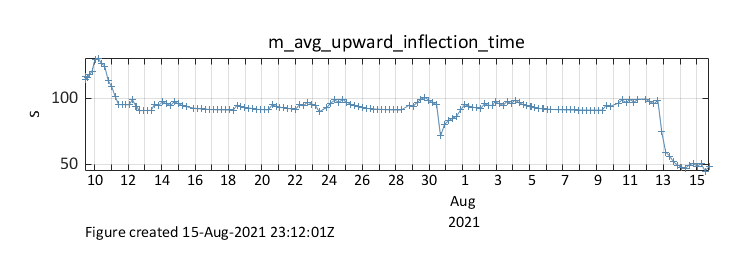 m_avg_upward_inflection_time
100
50
s
10 12 14 16 18 20 22 24 26 28 30 1 3 5 7 9 11 13 15
Aug
2021
Figure created 15-Aug-2021 23:12:01Z